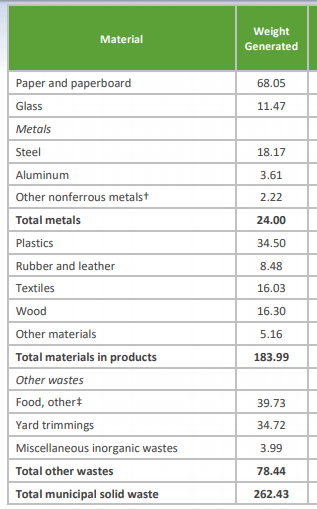 Material Weight
Generated
Paper and paperboard 68.05
Glass 11.47
Metals
Steel 18.17
Aluminum 3.61
Other nonferrous metals† 2.22
Total metals 24.00
Plastics 34.50
Rubber and leather 8.48
Textiles 16.03
Wood 16.30
Other materials 5.16
Total materials in products 183.99
Other wastes
Food, other‡ 39.73
Yard trimmings 34.72
Miscellaneous inorganic wastes 3.99
Total other wastes 78.44
Total municipal solid waste 262.43